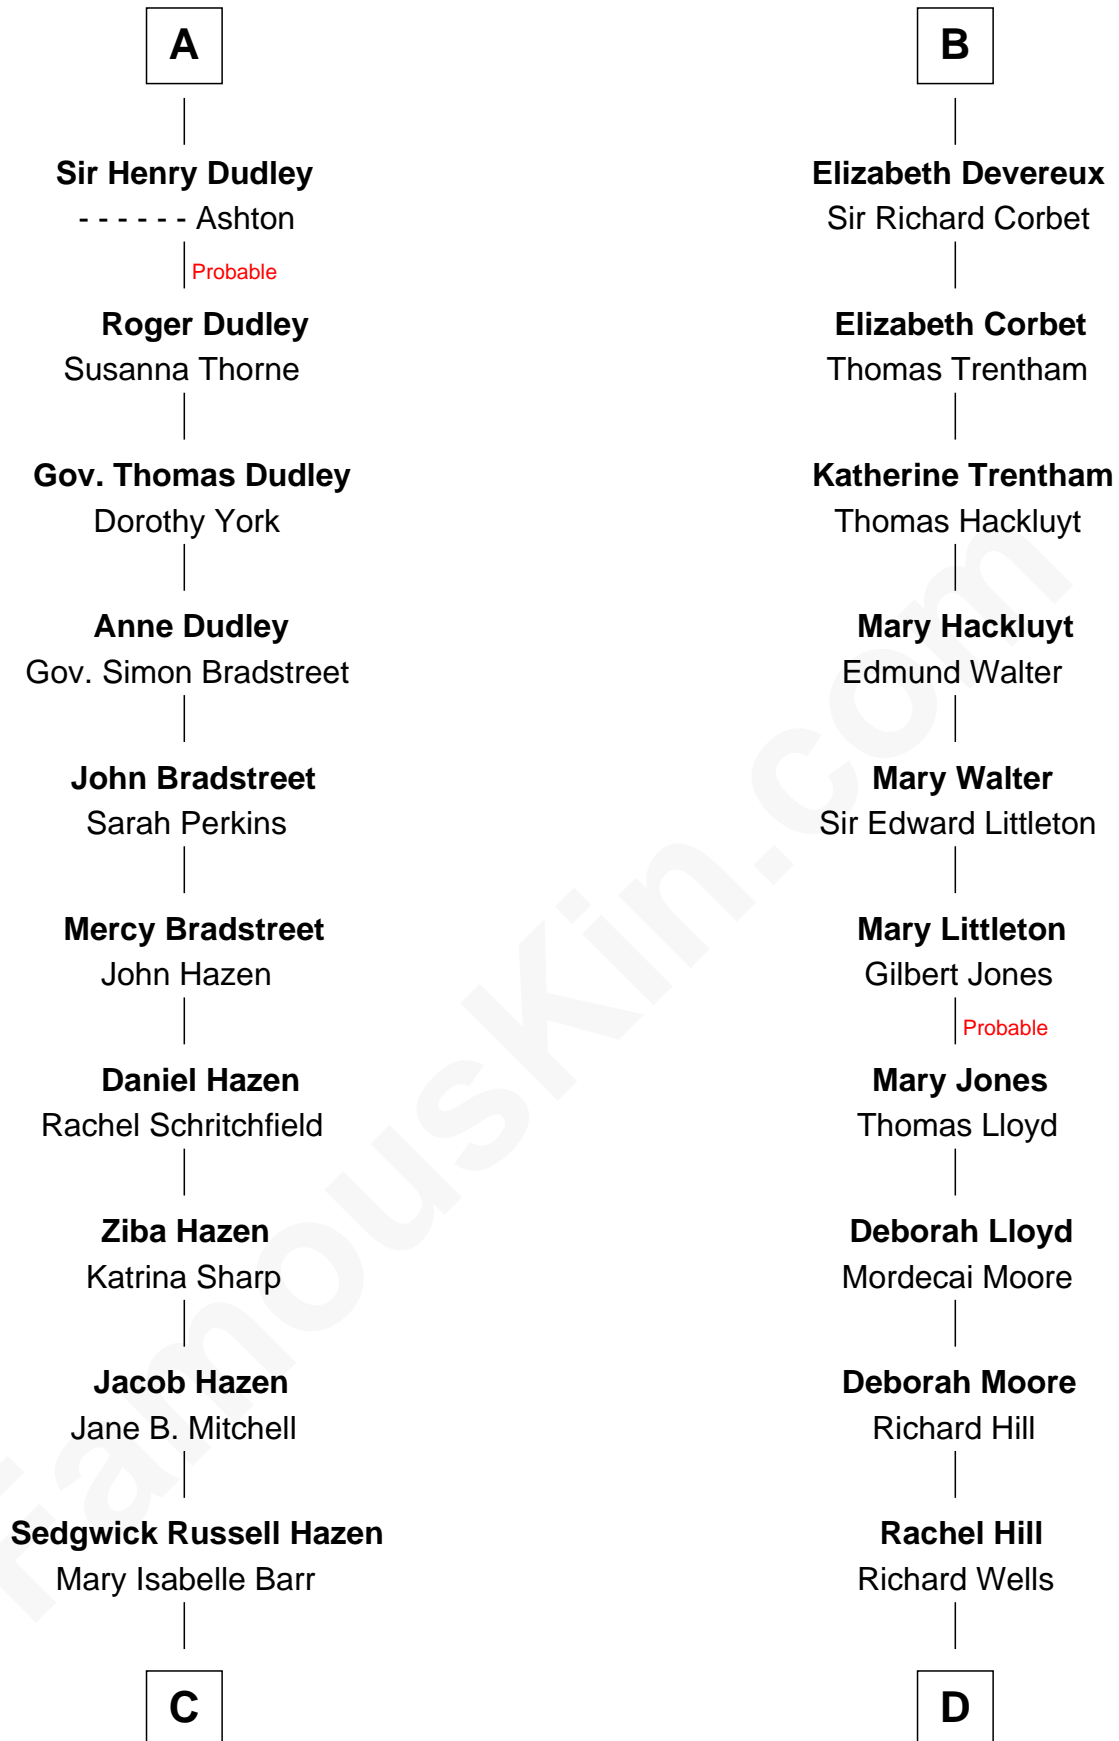 A
Sir Henry Dudley
- - - - - - Ashton
Probable
Roger Dudley
Susanna Thorne
Gov. Thomas Dudley
Dorothy York
Anne Dudley
Gov. Simon Bradstreet
John Bradstreet
Sarah Perkins
Mercy Bradstreet
John Hazen
Daniel Hazen
Rachel Schritchfield
Ziba Hazen
Katrina Sharp
Jacob Hazen
Jane B. Mitchell
Sedgwick Russell Hazen
Mary Isabelle Barr
C
B
Elizabeth Devereux
Sir Richard Corbet
Elizabeth Corbet
Thomas Trentham
Katherine Trentham
Thomas Hackluyt
Mary Hackluyt
Edmund Walter
Mary Walter
Sir Edward Littleton
Mary Littleton
Gilbert Jones
Probable
Mary Jones
Thomas Lloyd
Deborah Lloyd
Mordecai Moore
Deborah Moore
Richard Hill
Rachel Hill
Richard Wells
D
FamousKin.com